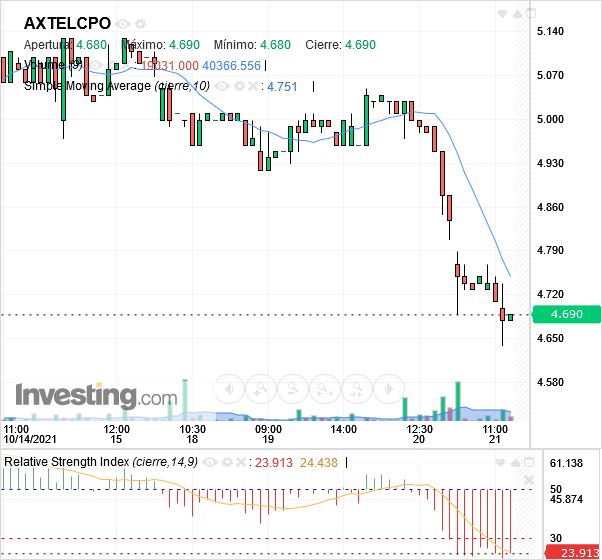 AXTELCPO
Apertura: 4.680 Máximo: 4.690 Mínimo: 4.680 Cierre: 4.690
Volume (9) 19031.000 40366.556
Simple Moving Average (cierre,10) : 4.751
5.140
5.070
5.000
4.930
4.860
4.790
4.720
4.690
4.650
4.580
Investing.com
11:00 12:00 10:30 09:00 14:00 12:30 11:00
10/14/2021 15 18 19 20 21
Relative Strength Index (cierre,14,9) : 23.913 24.438
61.138
50
45.874
30
23.913